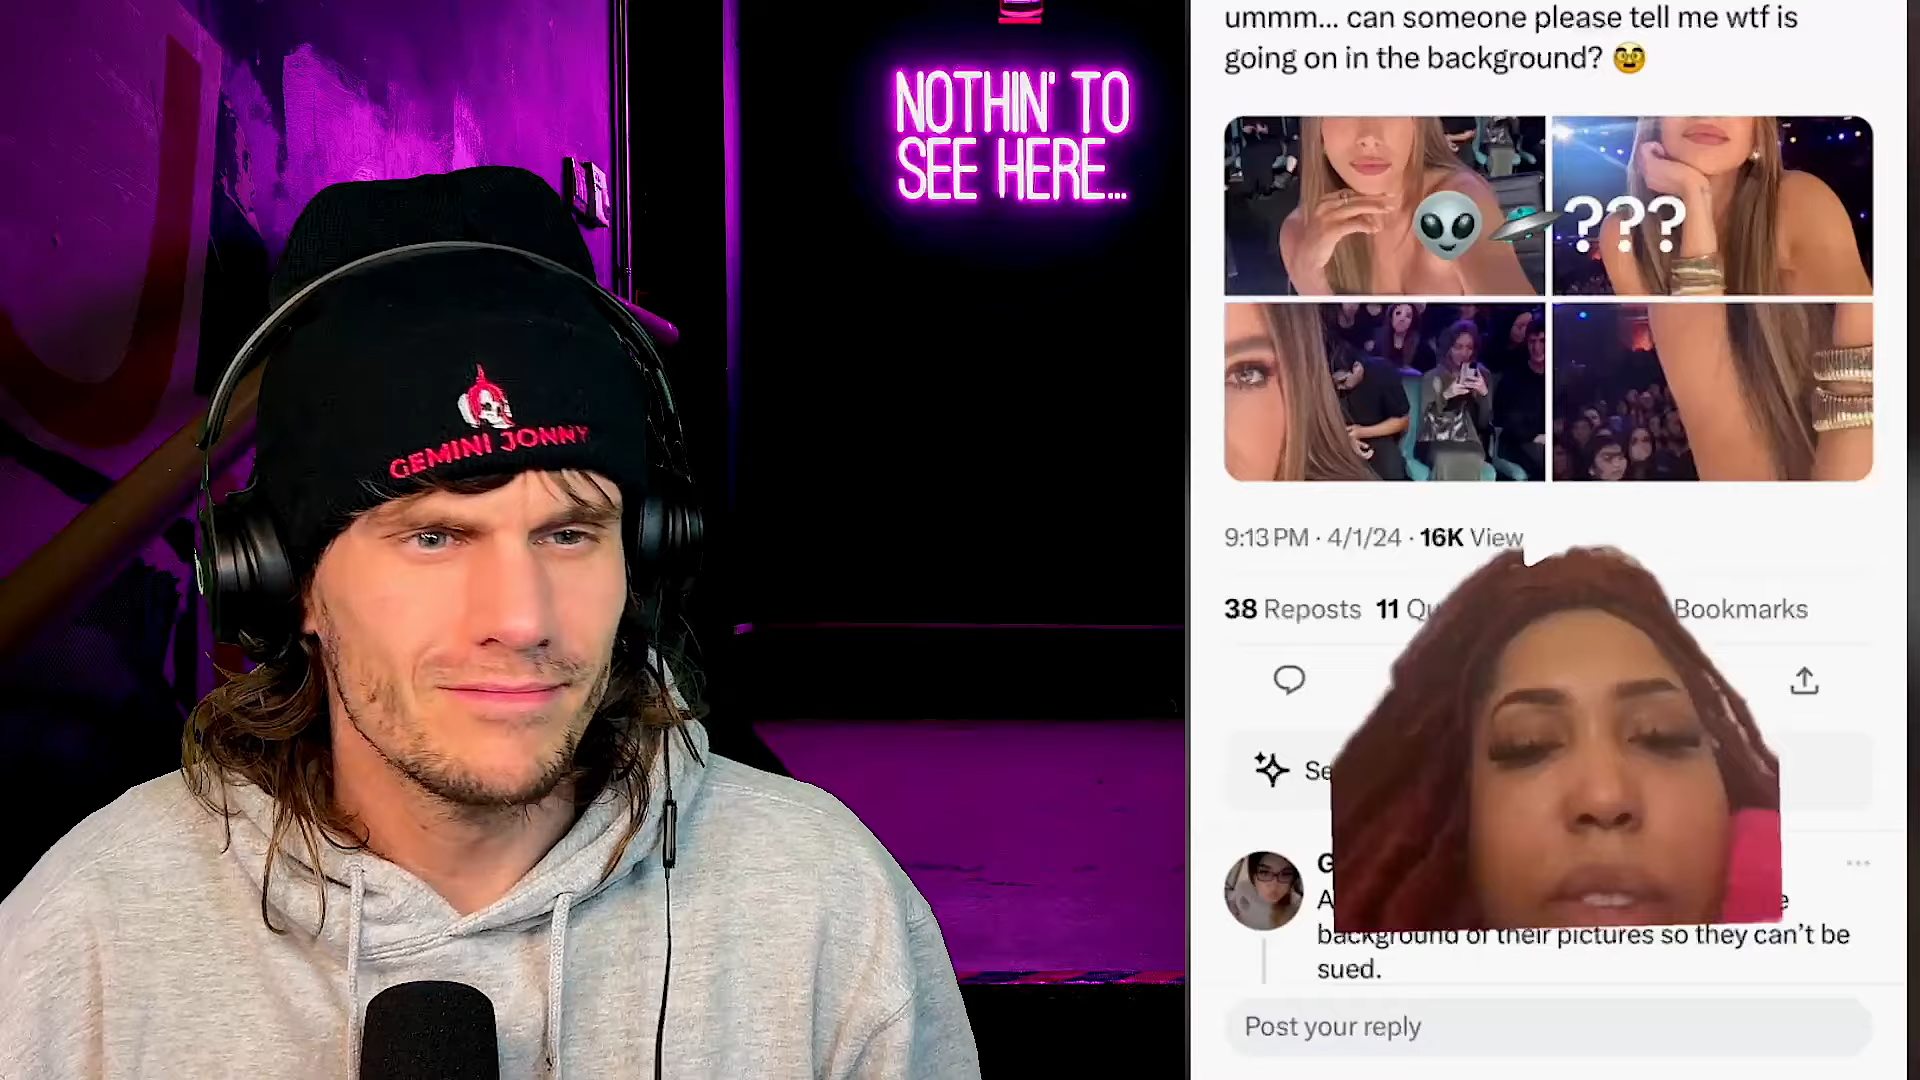 NOTHIN' TO
SEE HERE...
GEMINI JONNY
ummm... can someone please tell me wtf is
going on in the background? 🥸
👽🛸???
9:13 PM · 4/1/24 · 16K View
38 Reposts 11
Bookmarks
background of their pictures so they can't be
sued.
Post your reply